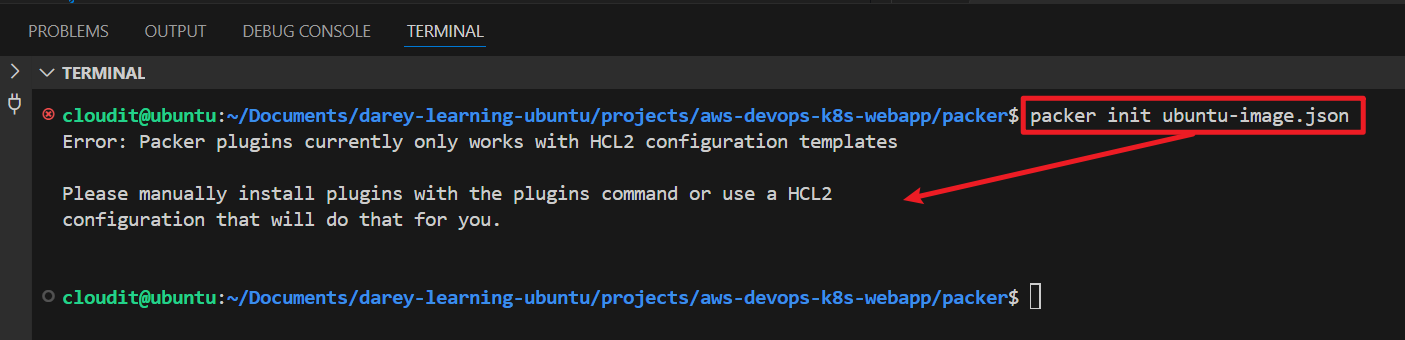 PROBLEMS OUTPUT DEBUG CONSOLE TERMINAL
TERMINAL
cloudit@ubuntu:~/Documents/darey-learning-ubuntu/projects/aws-devops-k8s-webapp/packer$ packer init ubuntu-image.json
Error: Packer plugins currently only works with HCL2 configuration templates
Please manually install plugins with the plugins command or use a HCL2
configuration that will do that for you.
cloudit@ubuntu:~/Documents/darey-learning-ubuntu/projects/aws-devops-k8s-webapp/packer$